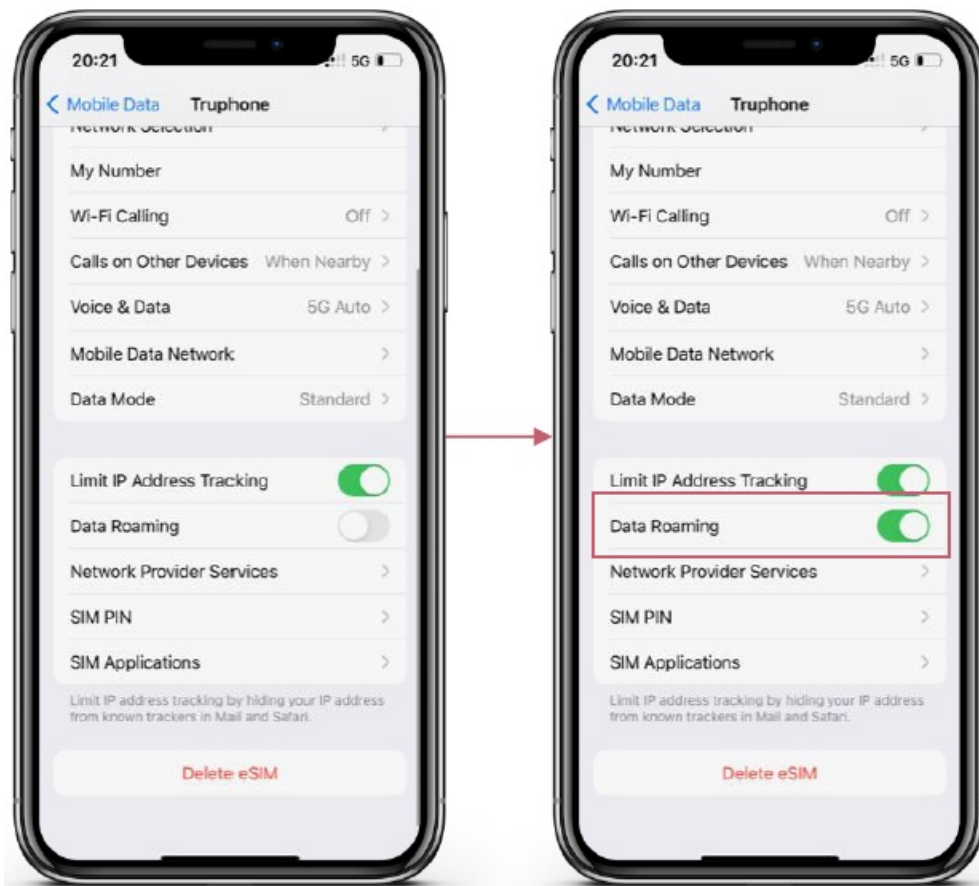 20:21
5G
Mobile Data Truphone
Network Selection
My Number
Wi-Fi Calling Off
Calls on Other Devices When Nearby
Voice & Data 5G Auto
Mobile Data Network
Data Mode Standard
Limit IP Address Tracking
Data Roaming
Network Provider Services
SIM PIN
SIM Applications
Limit IP address tracking by hiding your IP address
from known trackers in Mail and Safari.
Delete eSIM
20:21
5G
Mobile Data Truphone
Network Selection
My Number
Wi-Fi Calling Off
Calls on Other Devices When Nearby
Voice & Data 5G Auto
Mobile Data Network
Data Mode Standard
Limit IP Address Tracking
Data Roaming
Network Provider Services
SIM PIN
SIM Applications
Limit IP address tracking by hiding your IP address
from known trackers in Mail and Safari.
Delete eSIM